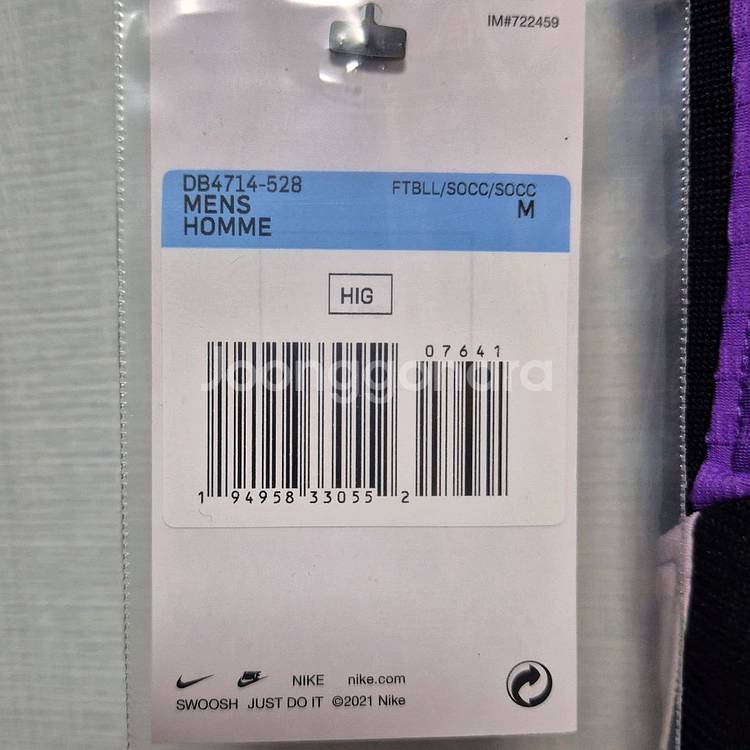 IM#722459
DB4714-528 FTBLL/SOCC/SOCC
MENS M
HOMME
HIG
07641
Joonggonara
1 94958 33055 2
NIKE nike.com
SWOOSH JUST DO IT ©2021 Nike